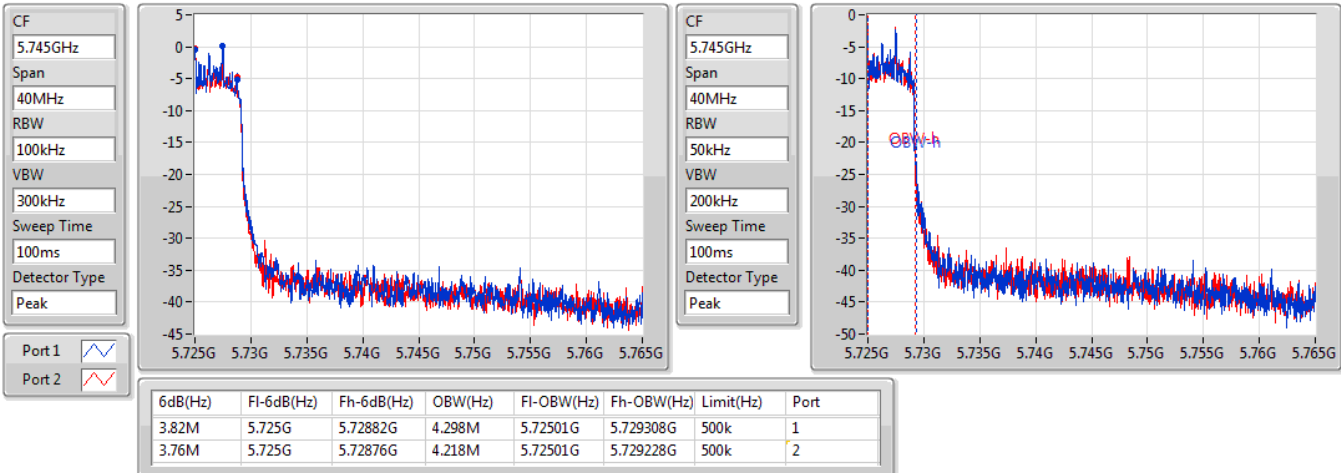 CF
5.745GHz
Span
40MHz
RBW
100kHz
VBW
300kHz
Sweep Time
100ms
Detector Type
Peak
Port 1
Port 2
5
0
-5
-10
-15
-20
-25
-30
-35
-40
-45
5.725G 5.73G 5.735G 5.74G 5.745G 5.75G 5.755G 5.76G 5.765G
CF
5.745GHz
Span
40MHz
RBW
50kHz
VBW
200kHz
Sweep Time
100ms
Detector Type
Peak
0
-5
-10
-15
-20
-25
-30
-35
-40
-45
-50
OBW-h
OBW-h
5.725G 5.73G 5.735G 5.74G 5.745G 5.75G 5.755G 5.76G 5.765G
6dB(Hz) Fl-6dB(Hz) Fh-6dB(Hz) OBW(Hz) Fl-OBW(Hz) Fh-OBW(Hz) Limit(Hz) Port
3.82M 5.725G 5.72882G 4.298M 5.72501G 5.729308G 500k 1
3.76M 5.725G 5.72876G 4.218M 5.72501G 5.729228G 500k 2